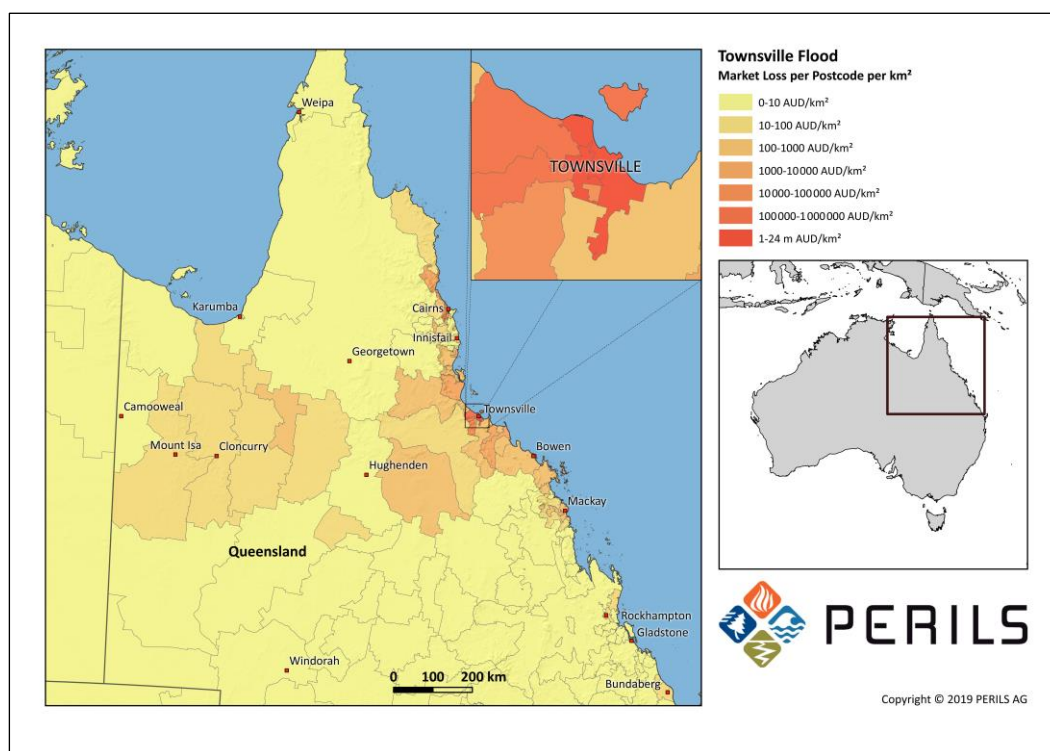 Townsville Flood
Market Loss per Postcode per km²
0-10 AUD/km²
10-100 AUD/km²
100-1000 AUD/km²
1000-10000 AUD/km²
10000-100000 AUD/km²
100000-1000000 AUD/km²
1-24 m AUD/km²
TOWNSVILLE
Weipa
Karumba
Cairns
Innisfail
Georgetown
Camooweal
Townsville
Mount Isa
Cloncurry
Hughenden
Bowen
Mackay
Queensland
Rockhampton
Gladstone
Windorah
0 100 200 km
Bundaberg
PERILS
Copyright © 2019 PERILS AG